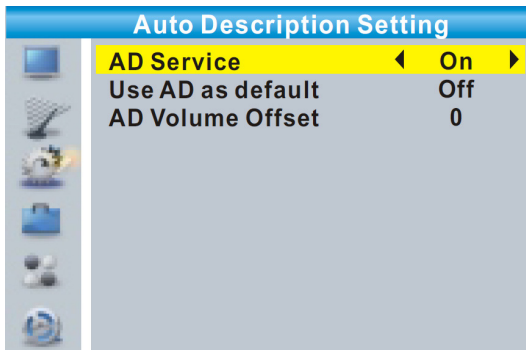 Auto Description Setting
AD Service On
Use AD as default Off
AD Volume Offset 0